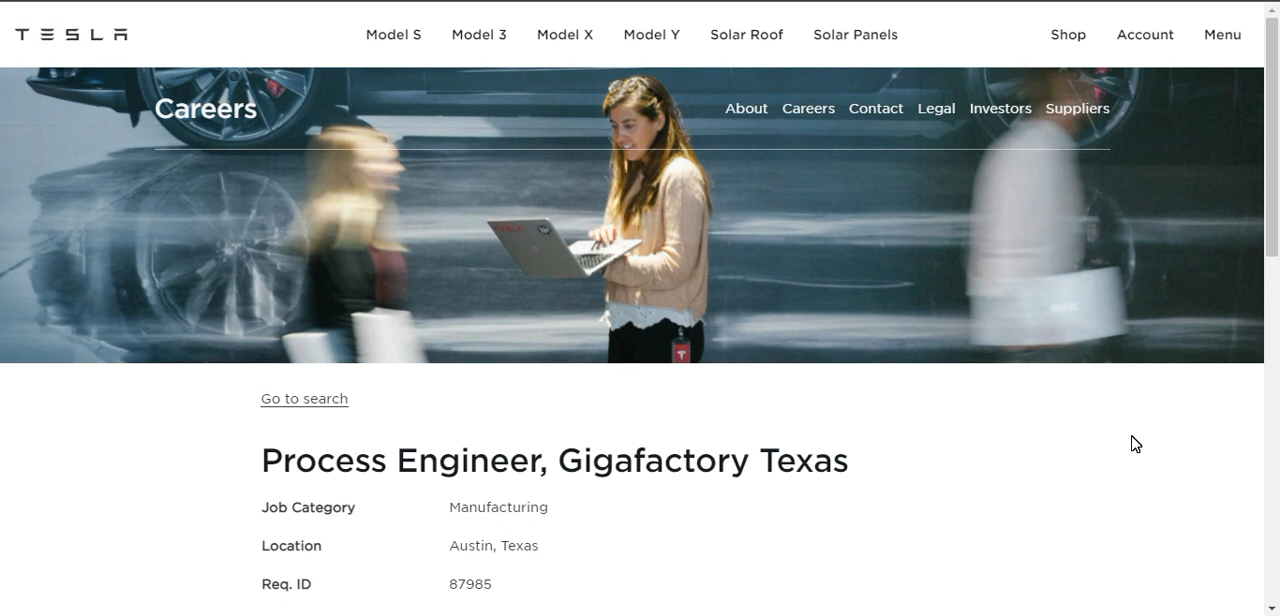 TESLA
Model S Model 3 Model X Model Y Solar Roof Solar Panels
Shop Account Menu
Careers
About Careers Contact Legal Investors Suppliers
TESLA
Go to search
Process Engineer, Gigafactory Texas
Job Category Manufacturing
Location Austin, Texas
Req. ID 87985